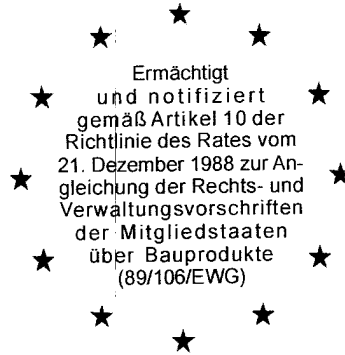 Ermächtigt
und notifiziert
gemäß Artikel 10 der
Richtlinie des Rates vom
21. Dezember 1988 zur An-
gleichung der Rechts- und
Verwaltungsvorschriften
der Mitgliedstaaten
über Bauprodukte
(89/106/EWG)